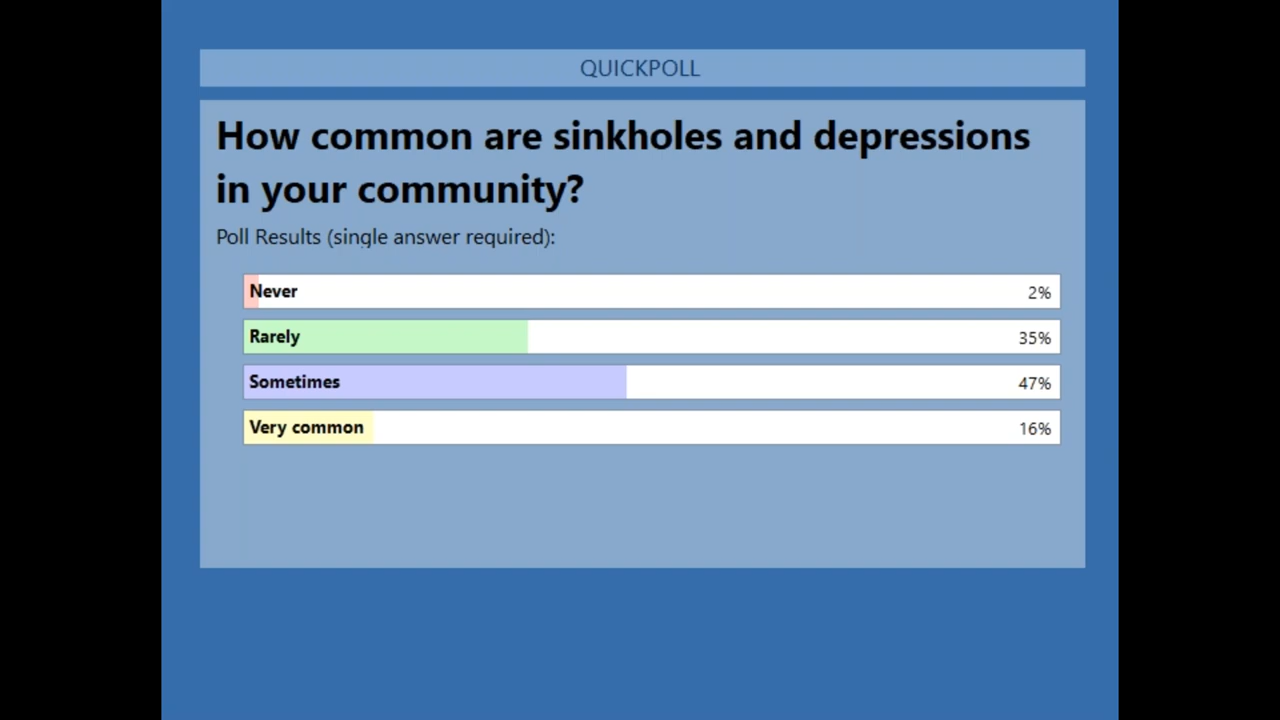 QUICKPOLL
How common are sinkholes and depressions
in your community?
Poll Results (single answer required):
Never 2%
Rarely 35%
Sometimes 47%
Very common 16%